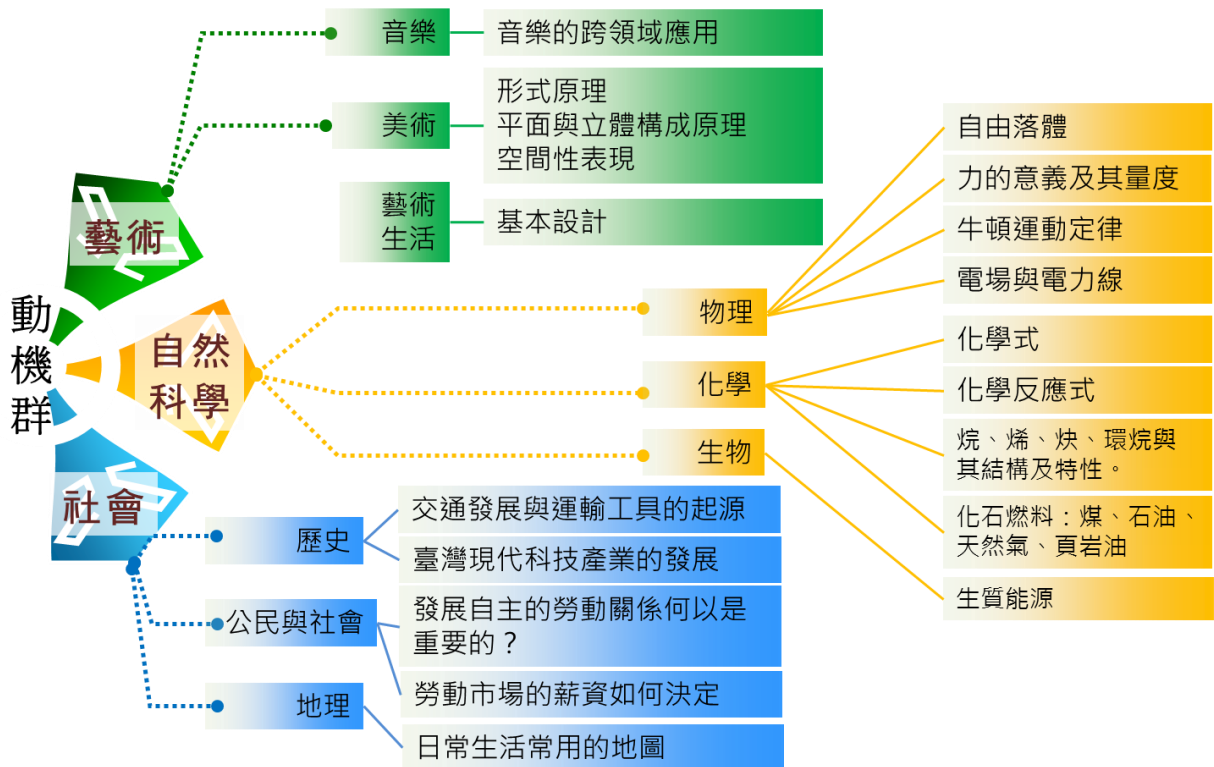 動
機
群
藝術
音樂
音樂的跨領域應用
美術
形式原理
平面與立體構成原理
空間性表現
藝術
生活
基本設計
自然
科學
物理
自由落體
力的意義及其量度
牛頓運動定律
電場與電力線
化學
化學式
化學反應式
烷、烯、炔、環烷與
其結構及特性。
化石燃料：煤、石油、
天然氣、頁岩油
生物
生質能源
社會
歷史
交通發展與運輸工具的起源
臺灣現代科技產業的發展
公民與社會
發展自主的勞動關係何以是
重要的？
勞動市場的薪資如何決定
地理
日常生活常用的地圖